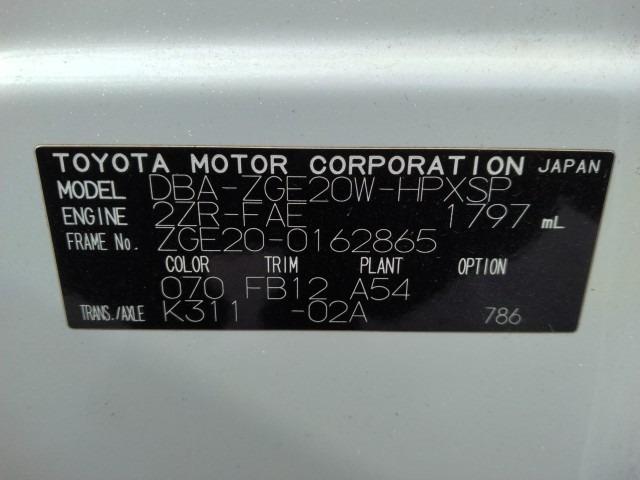 TOYOTA MOTOR CORPORATION JAPAN
MODEL DBA-ZGE20W-HPXSP
ENGINE 2ZR-FAE 1797 mL
FRAME No. ZGE20-0162865
COLOR TRIM PLANT OPTION
070 FB12 A54
TRANS./AXLE K311 -02A 786